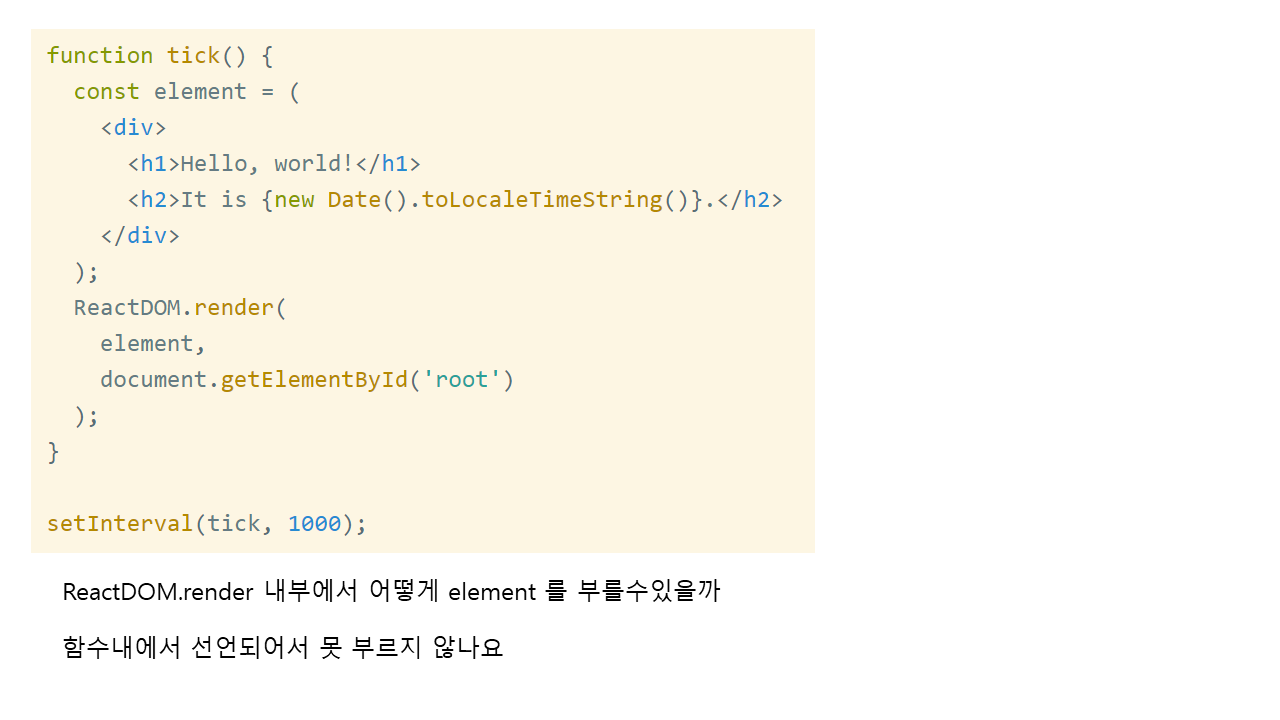 function tick() {
  const element = (
    <div>
      <h1>Hello, world!</h1>
      <h2>It is {new Date().toLocaleTimeString()}.</h2>
    </div>
  );
  ReactDOM.render(
    element,
    document.getElementById('root')
  );
}
setInterval(tick, 1000);
ReactDOM.render 내부에서 어떻게 element 를 부를수있을까
함수내에서 선언되어서 못 부르지 않나요